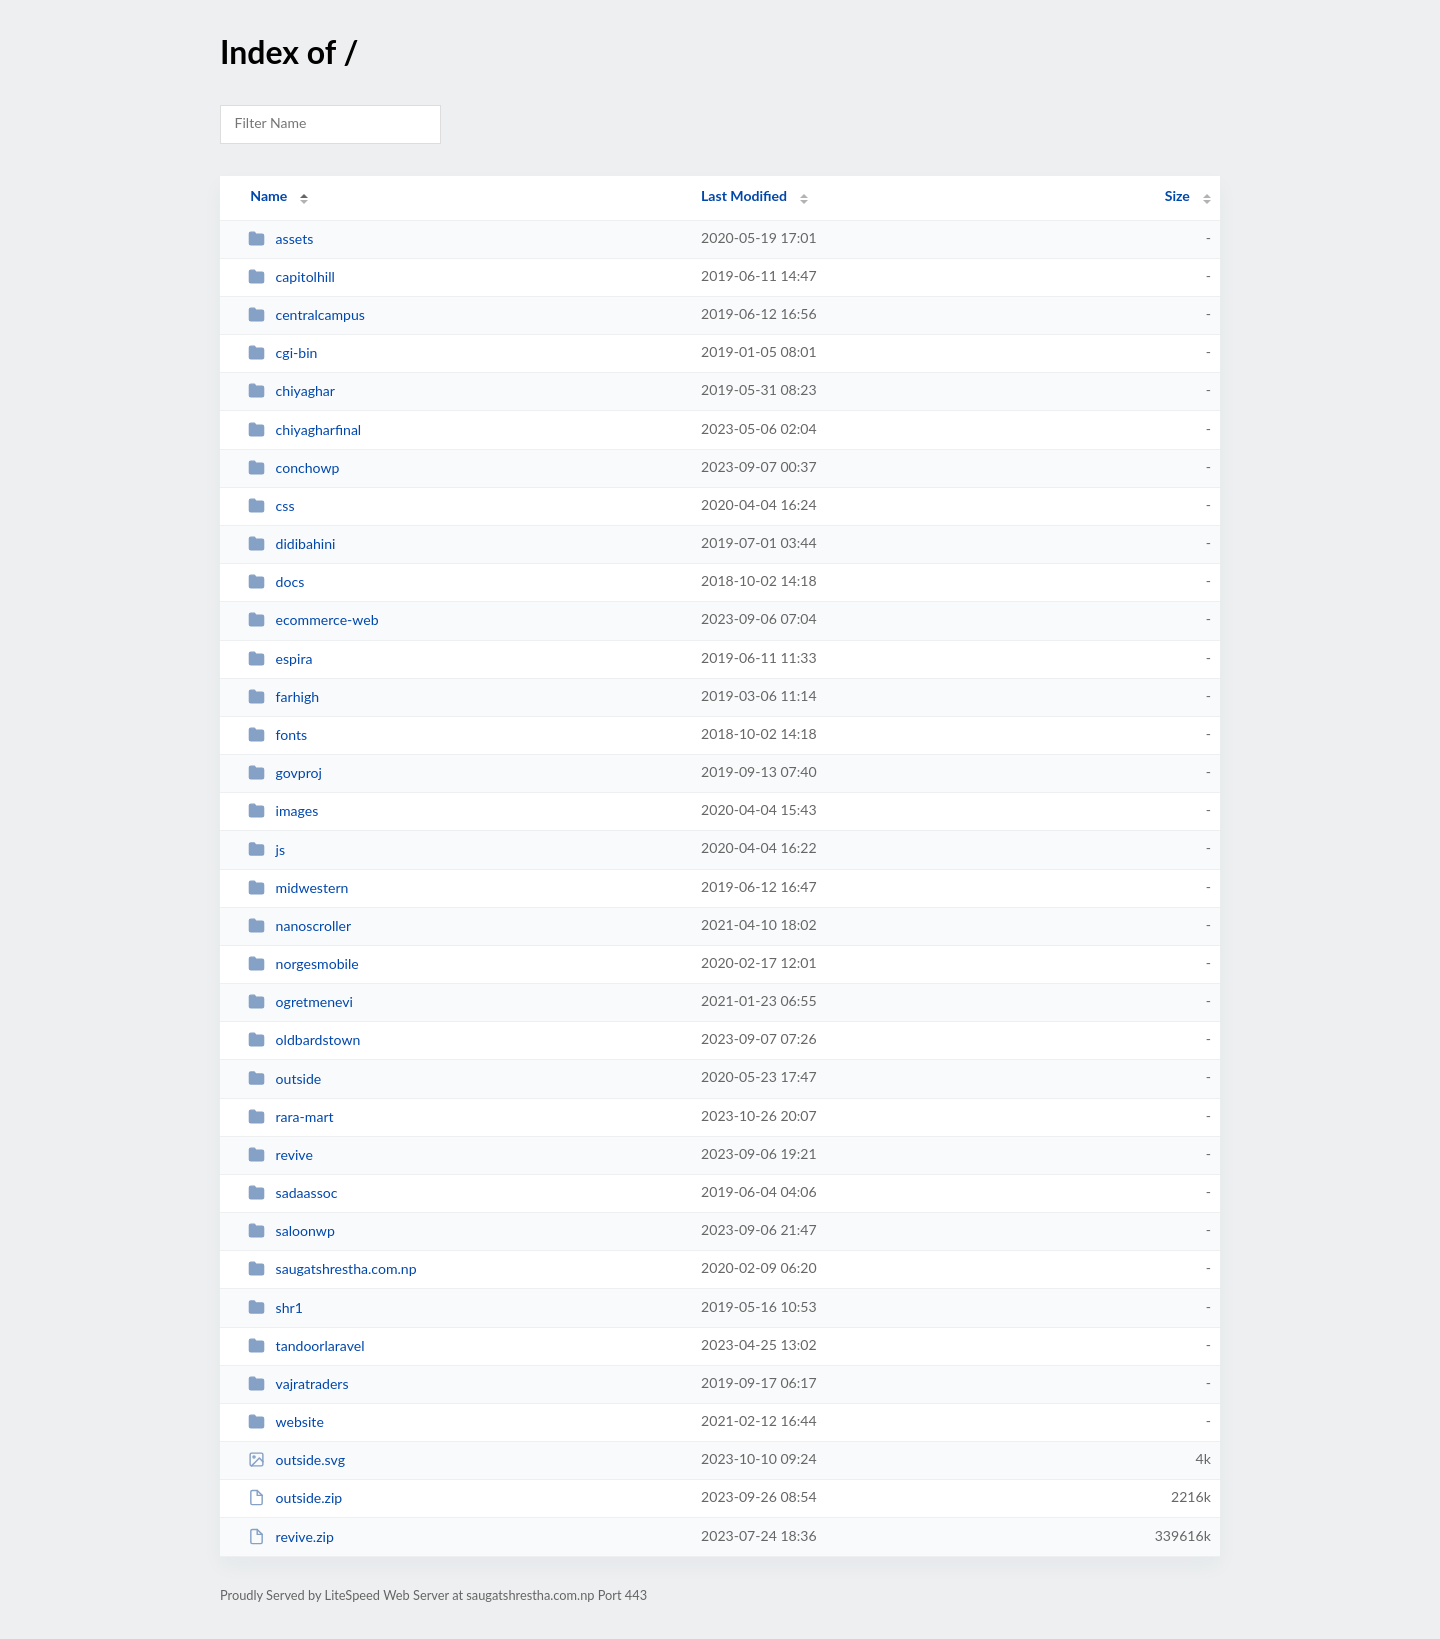 Index of /
Filter Name
Name Last Modified Size
assets 2020-05-19 17:01 -
capitolhill 2019-06-11 14:47 -
centralcampus 2019-06-12 16:56 -
cgi-bin 2019-01-05 08:01 -
chiyaghar 2019-05-31 08:23 -
chiyagharfinal 2023-05-06 02:04 -
conchowp 2023-09-07 00:37 -
css 2020-04-04 16:24 -
didibahini 2019-07-01 03:44 -
docs 2018-10-02 14:18 -
ecommerce-web 2023-09-06 07:04 -
espira 2019-06-11 11:33 -
farhigh 2019-03-06 11:14 -
fonts 2018-10-02 14:18 -
govproj 2019-09-13 07:40 -
images 2020-04-04 15:43 -
js 2020-04-04 16:22 -
midwestern 2019-06-12 16:47 -
nanoscroller 2021-04-10 18:02 -
norgesmobile 2020-02-17 12:01 -
ogretmenevi 2021-01-23 06:55 -
oldbardstown 2023-09-07 07:26 -
outside 2020-05-23 17:47 -
rara-mart 2023-10-26 20:07 -
revive 2023-09-06 19:21 -
sadaassoc 2019-06-04 04:06 -
saloonwp 2023-09-06 21:47 -
saugatshrestha.com.np 2020-02-09 06:20 -
shr1 2019-05-16 10:53 -
tandoorlaravel 2023-04-25 13:02 -
vajratraders 2019-09-17 06:17 -
website 2021-02-12 16:44 -
outside.svg 2023-10-10 09:24 4k
outside.zip 2023-09-26 08:54 2216k
revive.zip 2023-07-24 18:36 339616k
Proudly Served by LiteSpeed Web Server at saugatshrestha.com.np Port 443